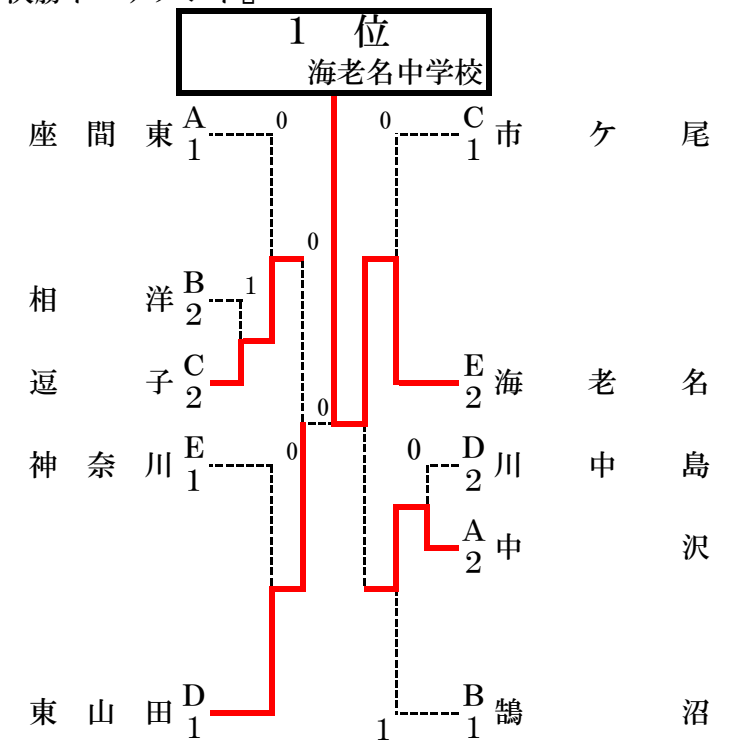 1 位
海老名中学校
座間東 A 1 0
0 C 1 市ケ尾
0
相洋 B 2 1
逗子 C 2
E 2 海老名
0
神奈川 E 1 0
0 D 2 川中島
A 2 中沢
東山田 D 1
1 B 1 鵠沼